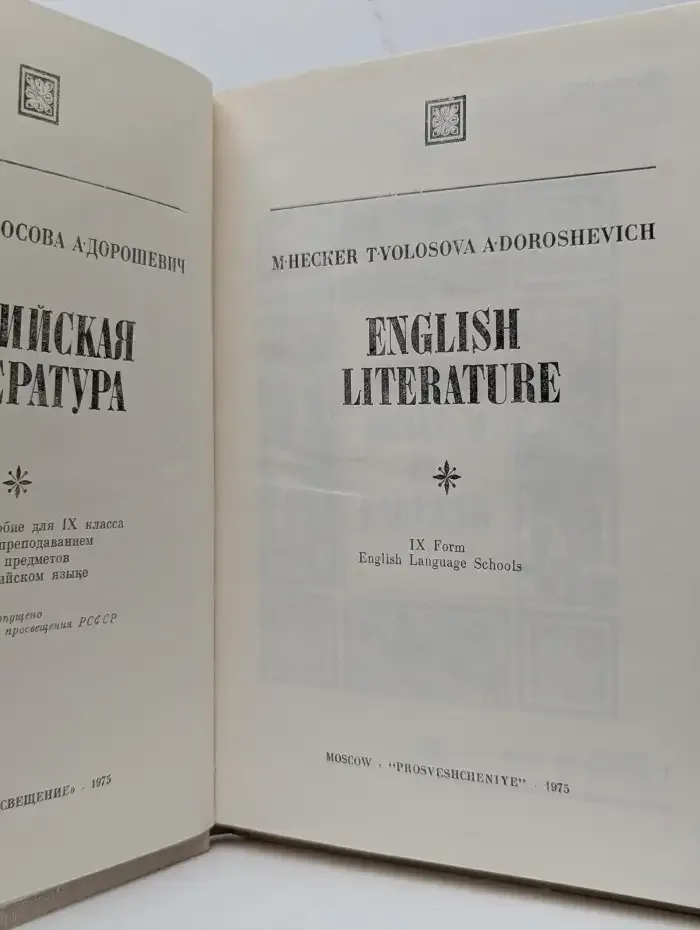 ОСОВА А·ДОРОШЕВИЧ
ИЙСКАЯ
ЕРАТУРА
обие для IX класса
преподаванием
предметов
ийском языке
опущено
просвещения РСФСР
СВЕЩЕНИЕ» · 1975
M·HECKER T·VOLOSOVA A·DOROSHEVICH
ENGLISH
LITERATURE
IX Form
English Language Schools
MOSCOW · "PROSVESHCHENIYE" · 1975